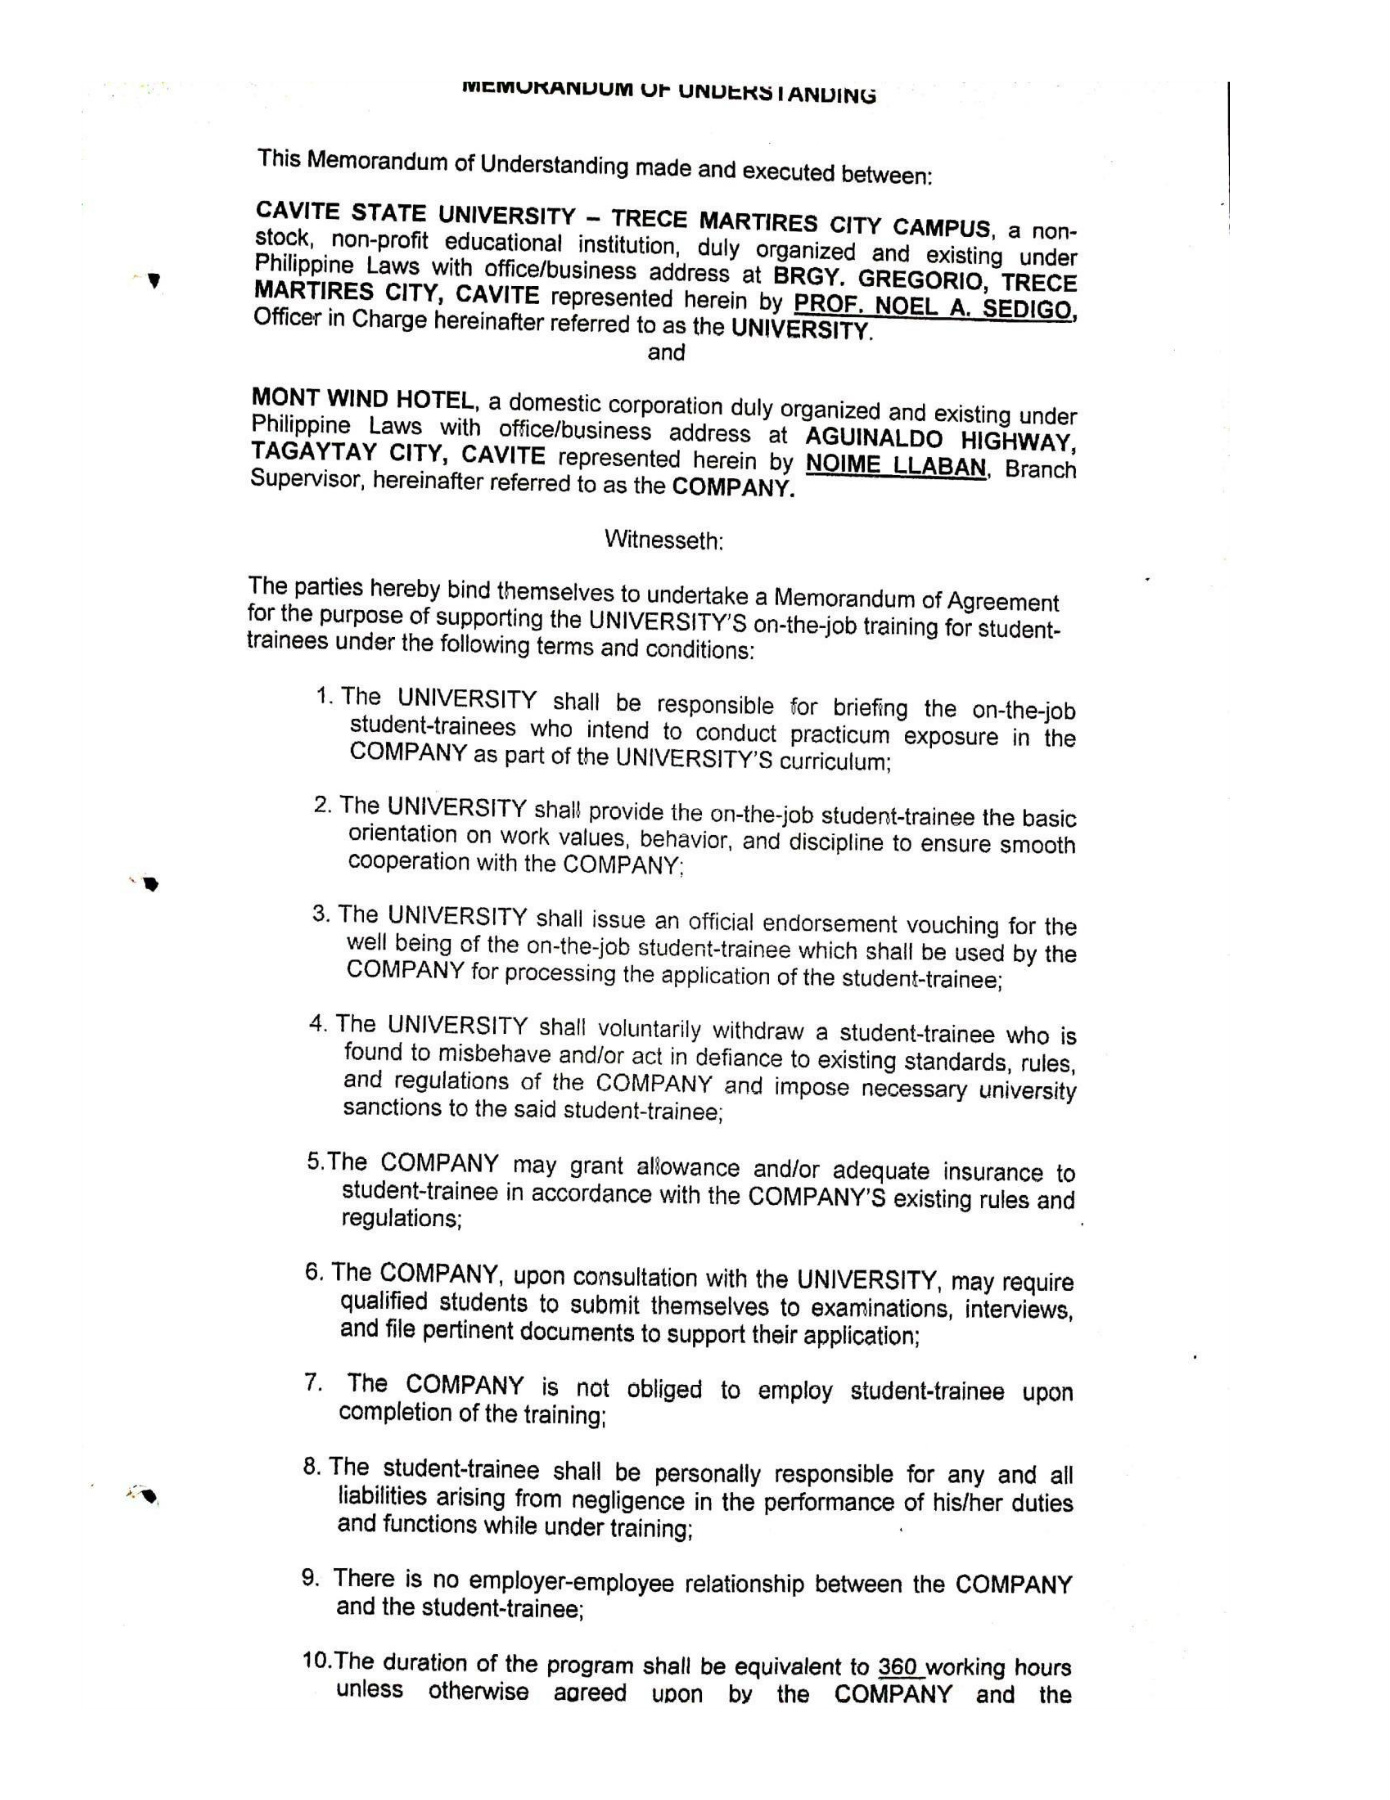 MEMORANDUM OF UNDERSTANDING
This Memorandum of Understanding made and executed between:
CAVITE STATE UNIVERSITY – TRECE MARTIRES CITY CAMPUS, a non-
stock, non-profit educational institution, duly organized and existing under
Philippine Laws with office/business address at BRGY. GREGORIO, TRECE
MARTIRES CITY, CAVITE represented herein by PROF. NOEL A. SEDIGO,
Officer in Charge hereinafter referred to as the UNIVERSITY.
and
MONT WIND HOTEL, a domestic corporation duly organized and existing under
Philippine Laws with office/business address at AGUINALDO HIGHWAY,
TAGAYTAY CITY, CAVITE represented herein by NOIME LLABAN, Branch
Supervisor, hereinafter referred to as the COMPANY.
Witnesseth:
The parties hereby bind themselves to undertake a Memorandum of Agreement
for the purpose of supporting the UNIVERSITY'S on-the-job training for student-
trainees under the following terms and conditions:
1. The UNIVERSITY shall be responsible for briefing the on-the-job
student-trainees who intend to conduct practicum exposure in the
COMPANY as part of the UNIVERSITY'S curriculum;
2. The UNIVERSITY shall provide the on-the-job student-trainee the basic
orientation on work values, behavior, and discipline to ensure smooth
cooperation with the COMPANY;
3. The UNIVERSITY shall issue an official endorsement vouching for the
well being of the on-the-job student-trainee which shall be used by the
COMPANY for processing the application of the student-trainee;
4. The UNIVERSITY shall voluntarily withdraw a student-trainee who is
found to misbehave and/or act in defiance to existing standards, rules,
and regulations of the COMPANY and impose necessary university
sanctions to the said student-trainee;
5.The COMPANY may grant allowance and/or adequate insurance to
student-trainee in accordance with the COMPANY'S existing rules and
regulations;
6. The COMPANY, upon consultation with the UNIVERSITY, may require
qualified students to submit themselves to examinations, interviews,
and file pertinent documents to support their application;
7. The COMPANY is not obliged to employ student-trainee upon
completion of the training;
8. The student-trainee shall be personally responsible for any and all
liabilities arising from negligence in the performance of his/her duties
and functions while under training;
9. There is no employer-employee relationship between the COMPANY
and the student-trainee;
10.The duration of the program shall be equivalent to 360 working hours
unless otherwise agreed upon by the COMPANY and the